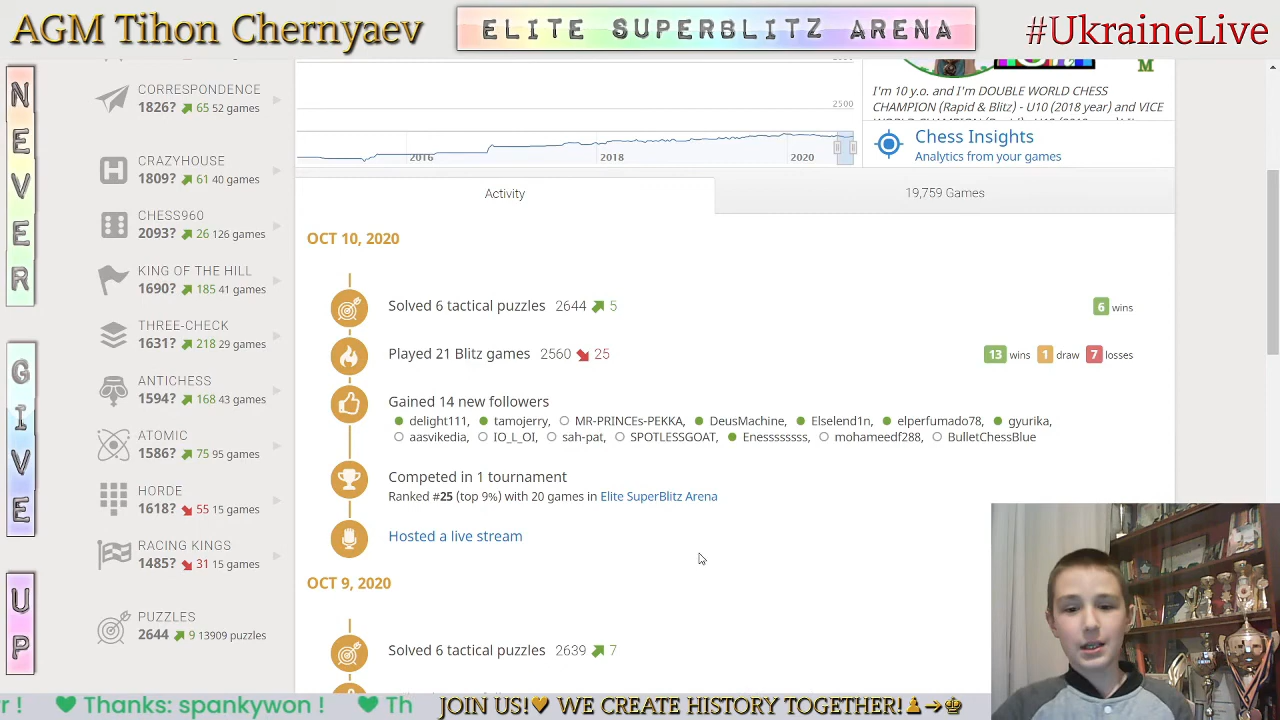 AGM Tihon Chernyaev
ELITE SUPERBLITZ ARENA
#UkraineLive
NEVER
GIVE
UP
CORRESPONDENCE
1826? 65 52 games
CRAZYHOUSE
1809? 61 40 games
CHESS960
2093? 26 126 games
KING OF THE HILL
1690? 185 41 games
THREE-CHECK
1631? 218 29 games
ANTICHESS
1594? 168 43 games
ATOMIC
1586? 75 95 games
HORDE
1618? 55 15 games
RACING KINGS
1485? 31 15 games
PUZZLES
2644 9 13909 puzzles
2500
2016 2018 2020
M
I'm 10 y.o. and I'm DOUBLE WORLD CHESS
CHAMPION (Rapid & Blitz) - U10 (2018 year) and VICE
Chess Insights
Analytics from your games
Activity
19,759 Games
OCT 10, 2020
Solved 6 tactical puzzles 2644 5
6 wins
Played 21 Blitz games 2560 25
13 wins 1 draw 7 losses
Gained 14 new followers
delight111, tamojerry, MR-PRINCEs-PEKKA, DeusMachine, Elselend1n, elperfumado78, gyurika,
aasvikedia, IO_L_OI, sah-pat, SPOTLESSGOAT, Enessssssss, mohameedf288, BulletChessBlue
Competed in 1 tournament
Ranked #25 (top 9%) with 20 games in Elite SuperBlitz Arena
Hosted a live stream
OCT 9, 2020
Solved 6 tactical puzzles 2639 7
r ! Thanks: spankywon ! Th
JOIN US! WE CREATE HISTORY TOGETHER!